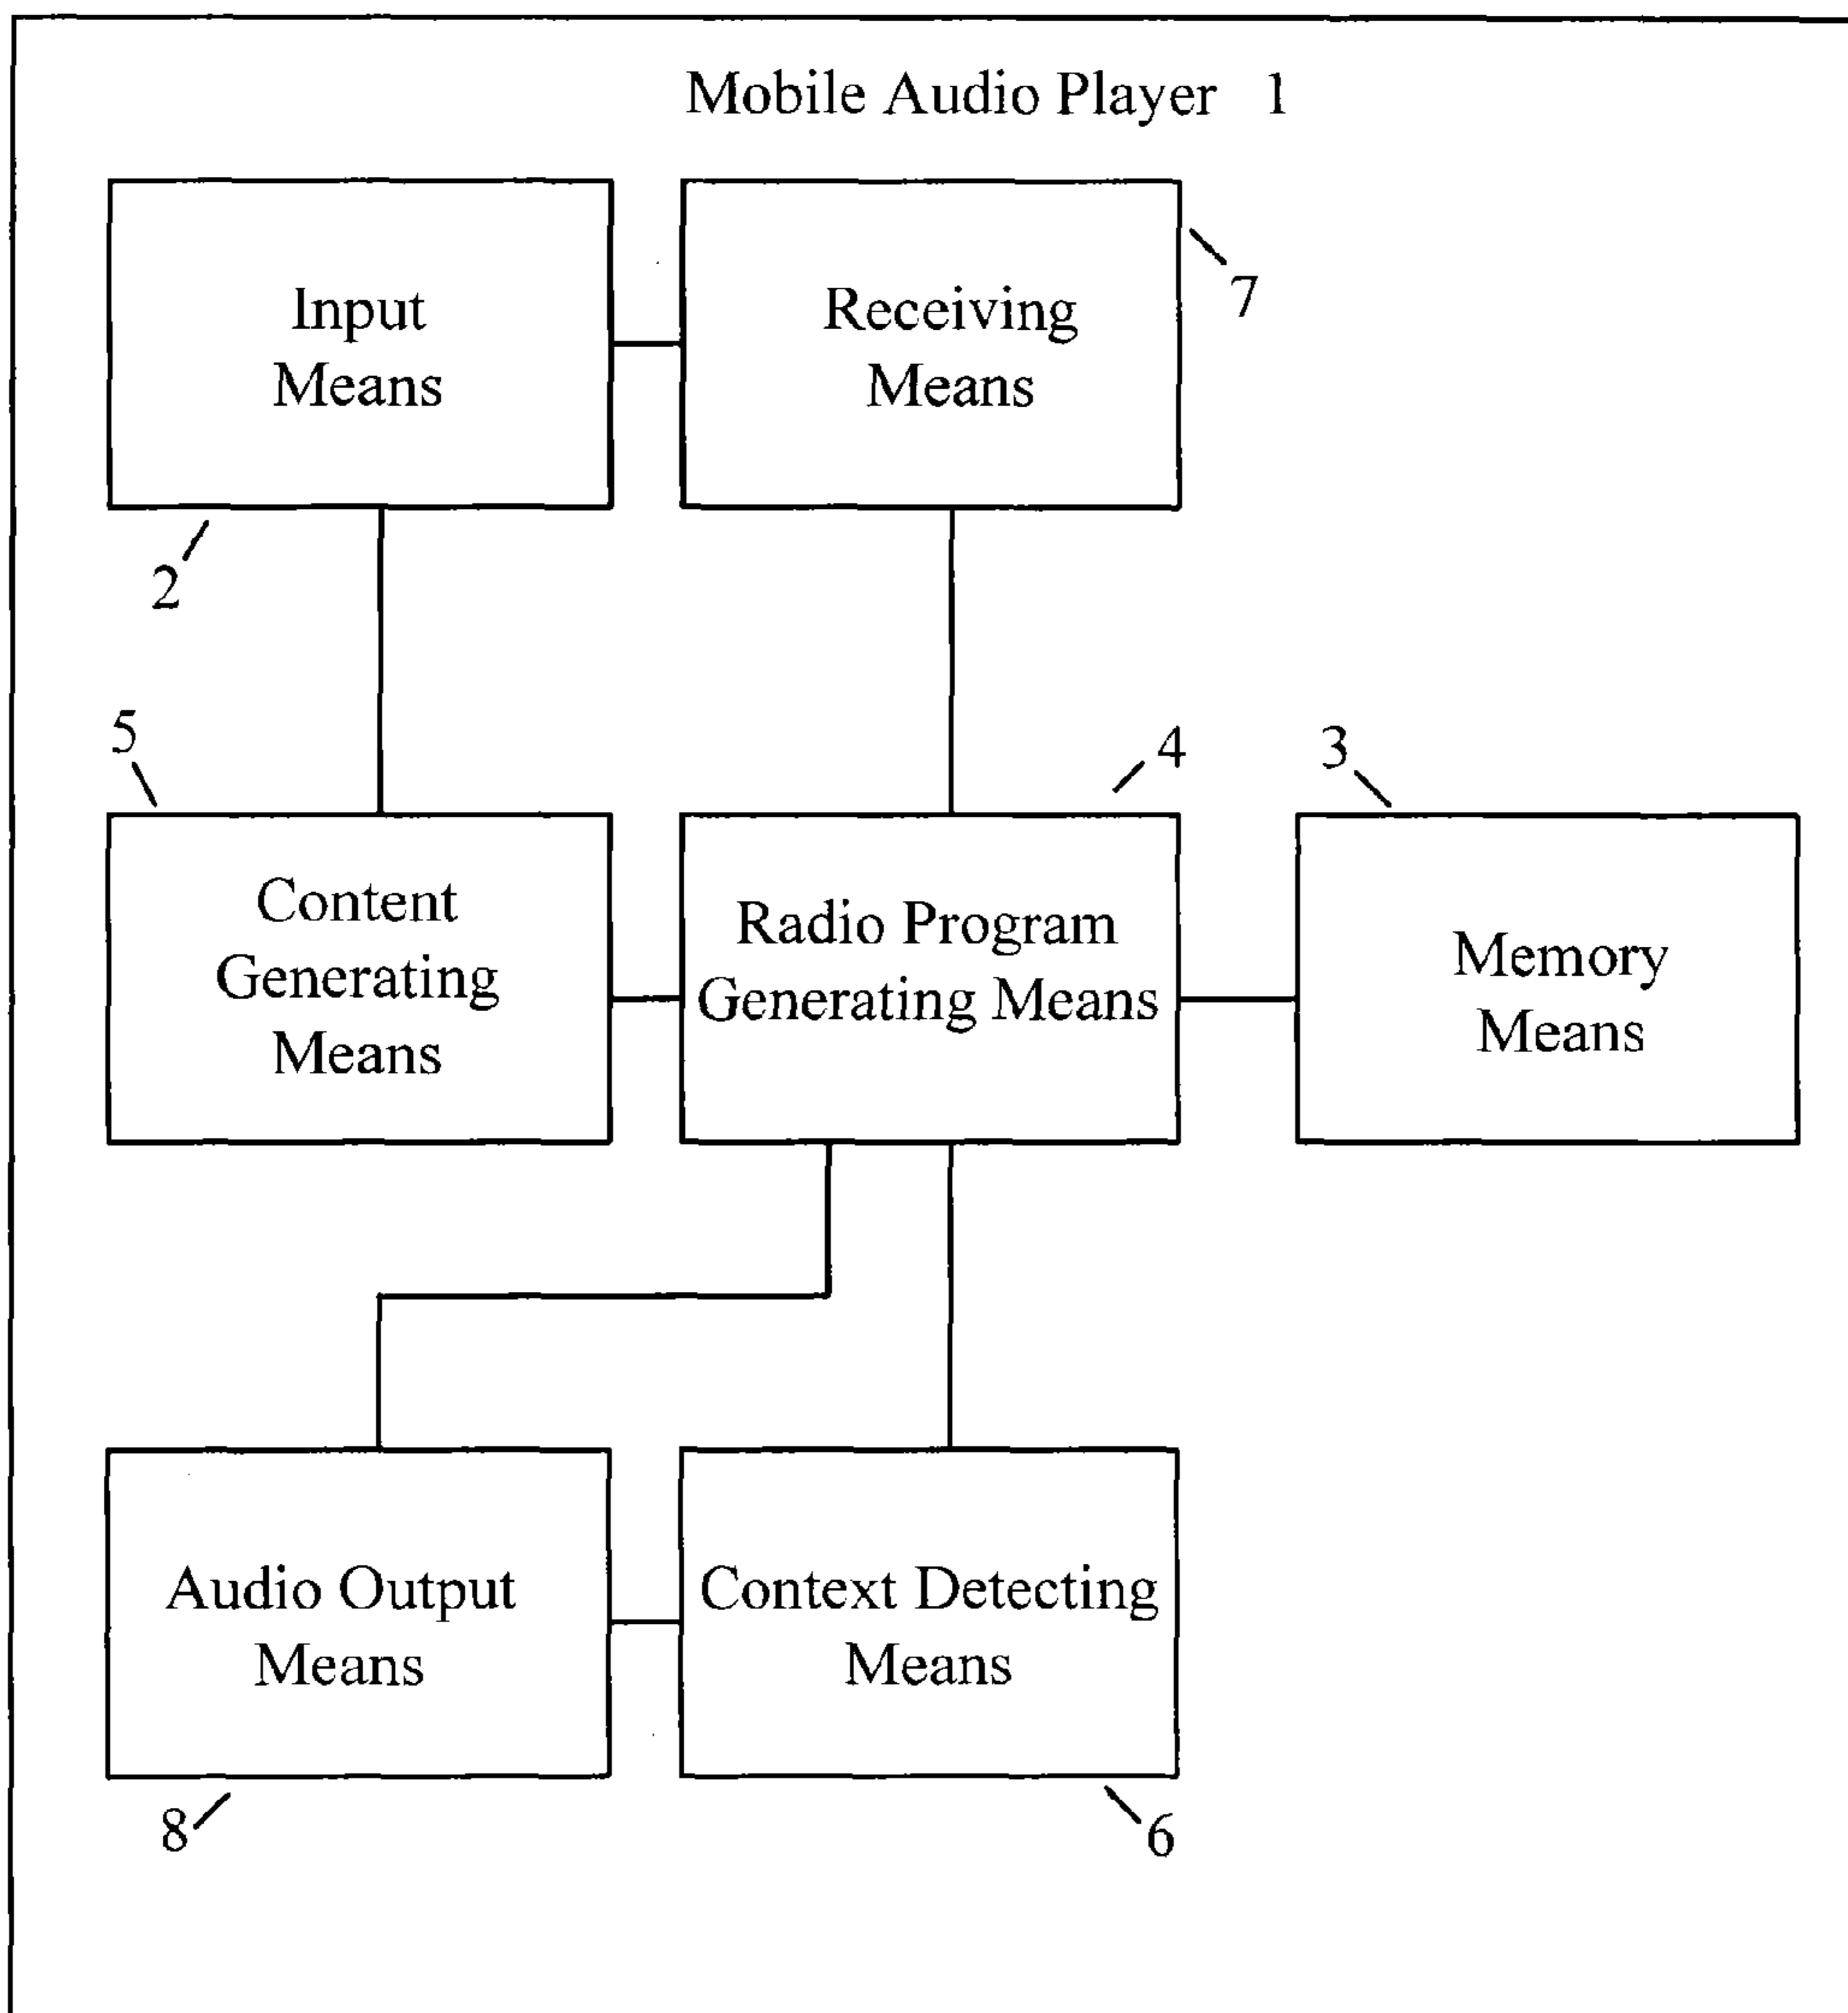 Mobile Audio Player 1
Input
Means
2
Receiving
Means
7
5
Content
Generating
Means
4
Radio Program
Generating Means
3
Memory
Means
Audio Output
Means
8
Context Detecting
Means
6